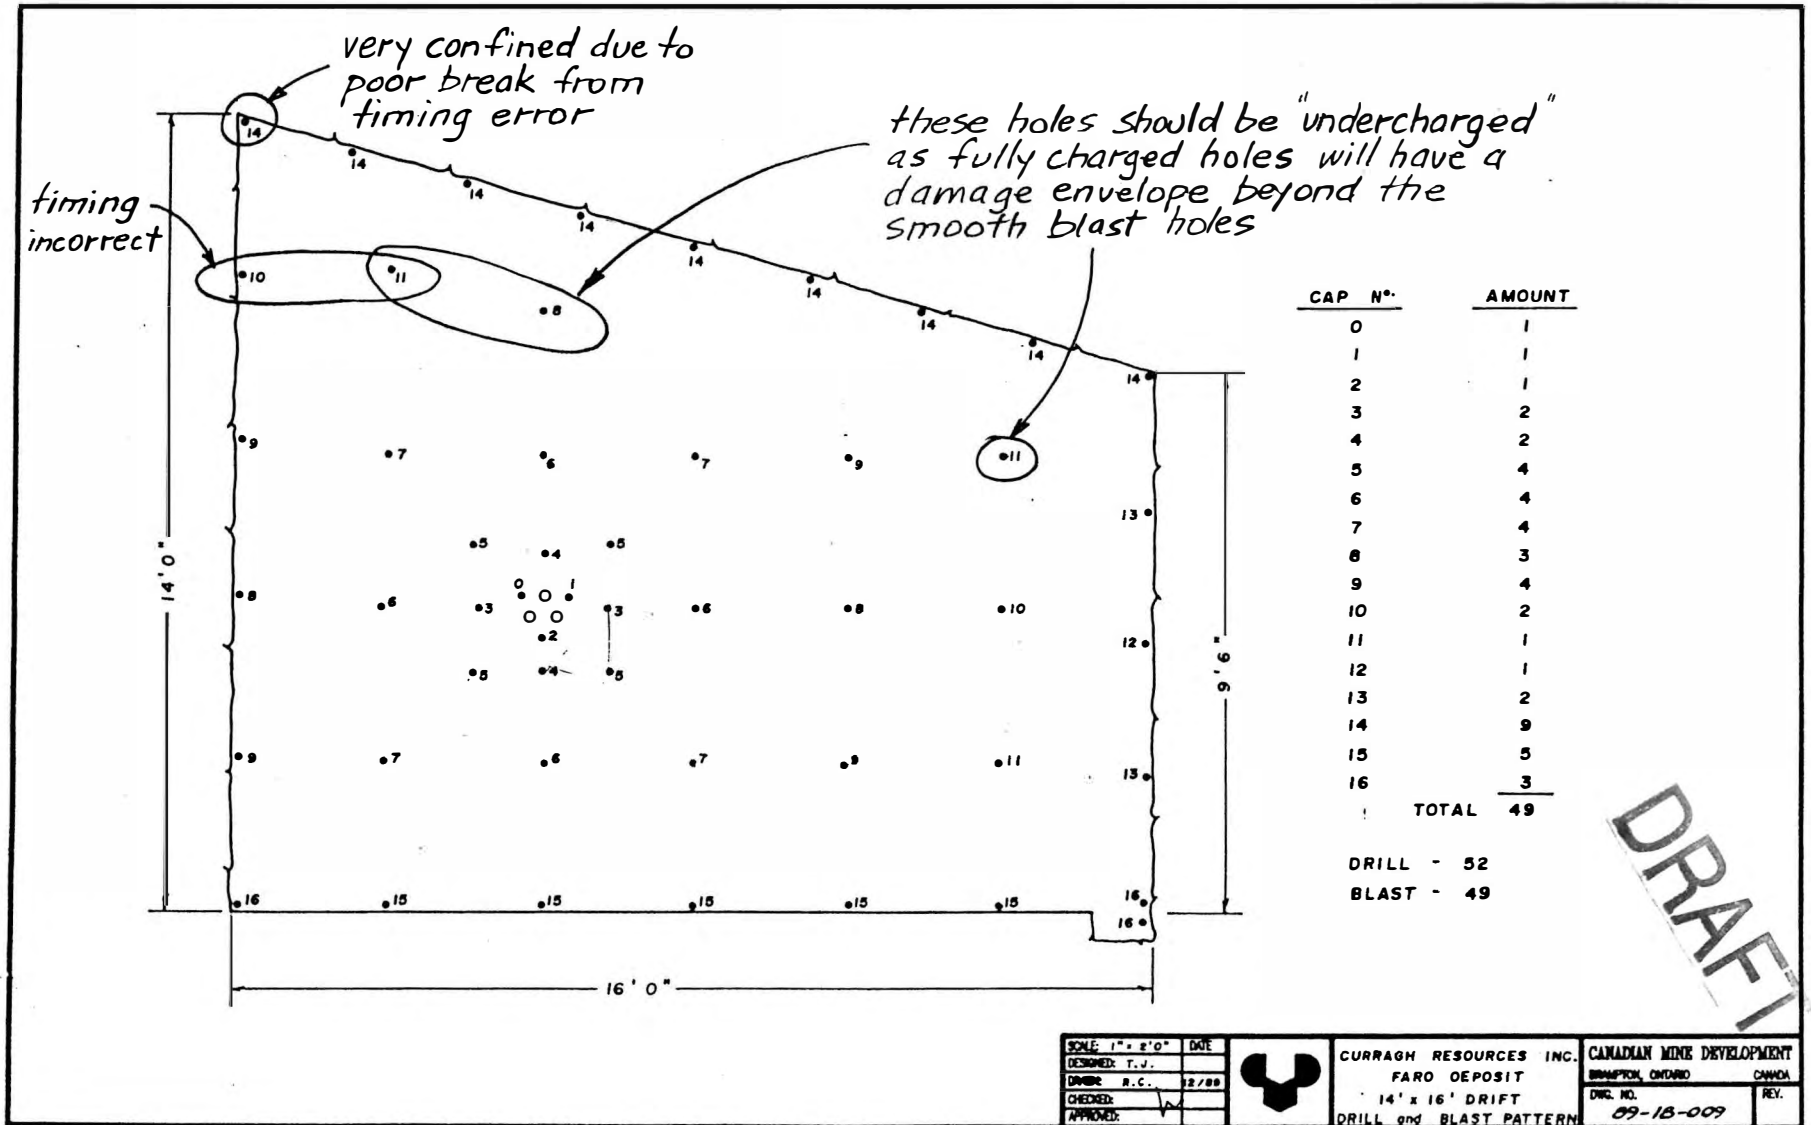 very confined due to
poor break from
timing error
these holes should be "undercharged"
as fully charged holes will have a
damage envelope beyond the
smooth blast holes
timing
incorrect
14
14
14
14
14
14
14
14
14
10
11
8
9
7
6
7
9
11
13
5
4
5
0
1
8
6
3
3
6
8
10
12
2
5
4
5
9
7
6
7
9
11
13
16
15
15
15
15
15
16
16
14'0"
9'6"
16'0"
CAP Nº. AMOUNT
0 1
1 1
2 1
3 2
4 2
5 4
6 4
7 4
8 3
9 4
10 2
11 1
12 1
13 2
14 9
15 5
16 3
TOTAL 49
DRILL - 52
BLAST - 49
DRAFT
SCALE: 1" = 2'0" DATE
DESIGNED: T.J.
R.C. 12/89
CHECKED:
APPROVED:
CURRAGH RESOURCES INC.
FARO DEPOSIT
14' x 16' DRIFT
DRILL and BLAST PATTERN
CANADIAN MINE DEVELOPMENT
BRAMPTON, ONTARIO CANADA
DWG. NO. REV.
89-1B-009